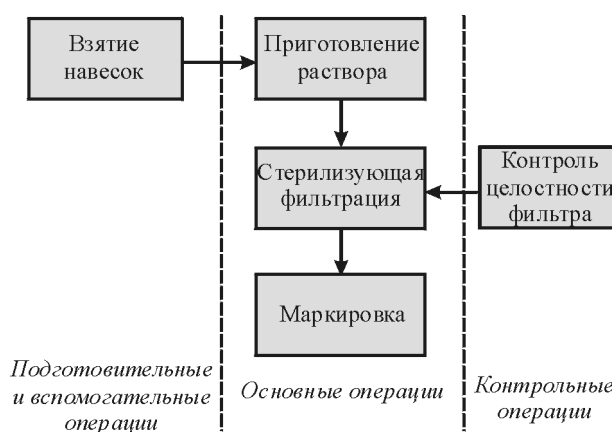 Взятие
навесок
Приготовление
раствора
Стерилизующая
фильтрация
Контроль
целостности
фильтра
Маркировка
Подготовительные
и вспомогательные
операции
Основные операции
Контрольные
операции